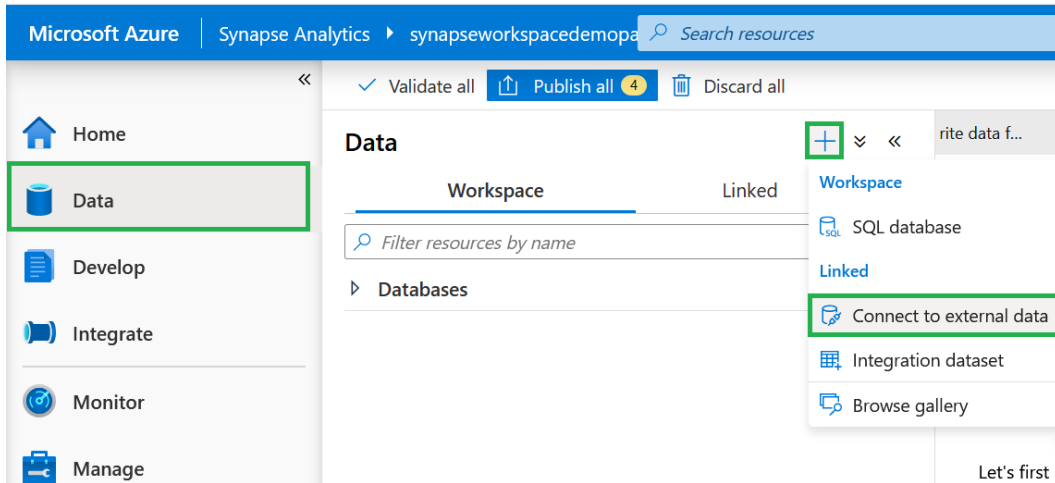 Microsoft Azure Synapse Analytics synapseworkspacedemopa Search resources
Validate all Publish all 4 Discard all
Home
Data
Develop
Integrate
Monitor
Manage
Data
Workspace Linked
Filter resources by name
Databases
rite data f...
Workspace
SQL database
Linked
Connect to external data
Integration dataset
Browse gallery
Let's first